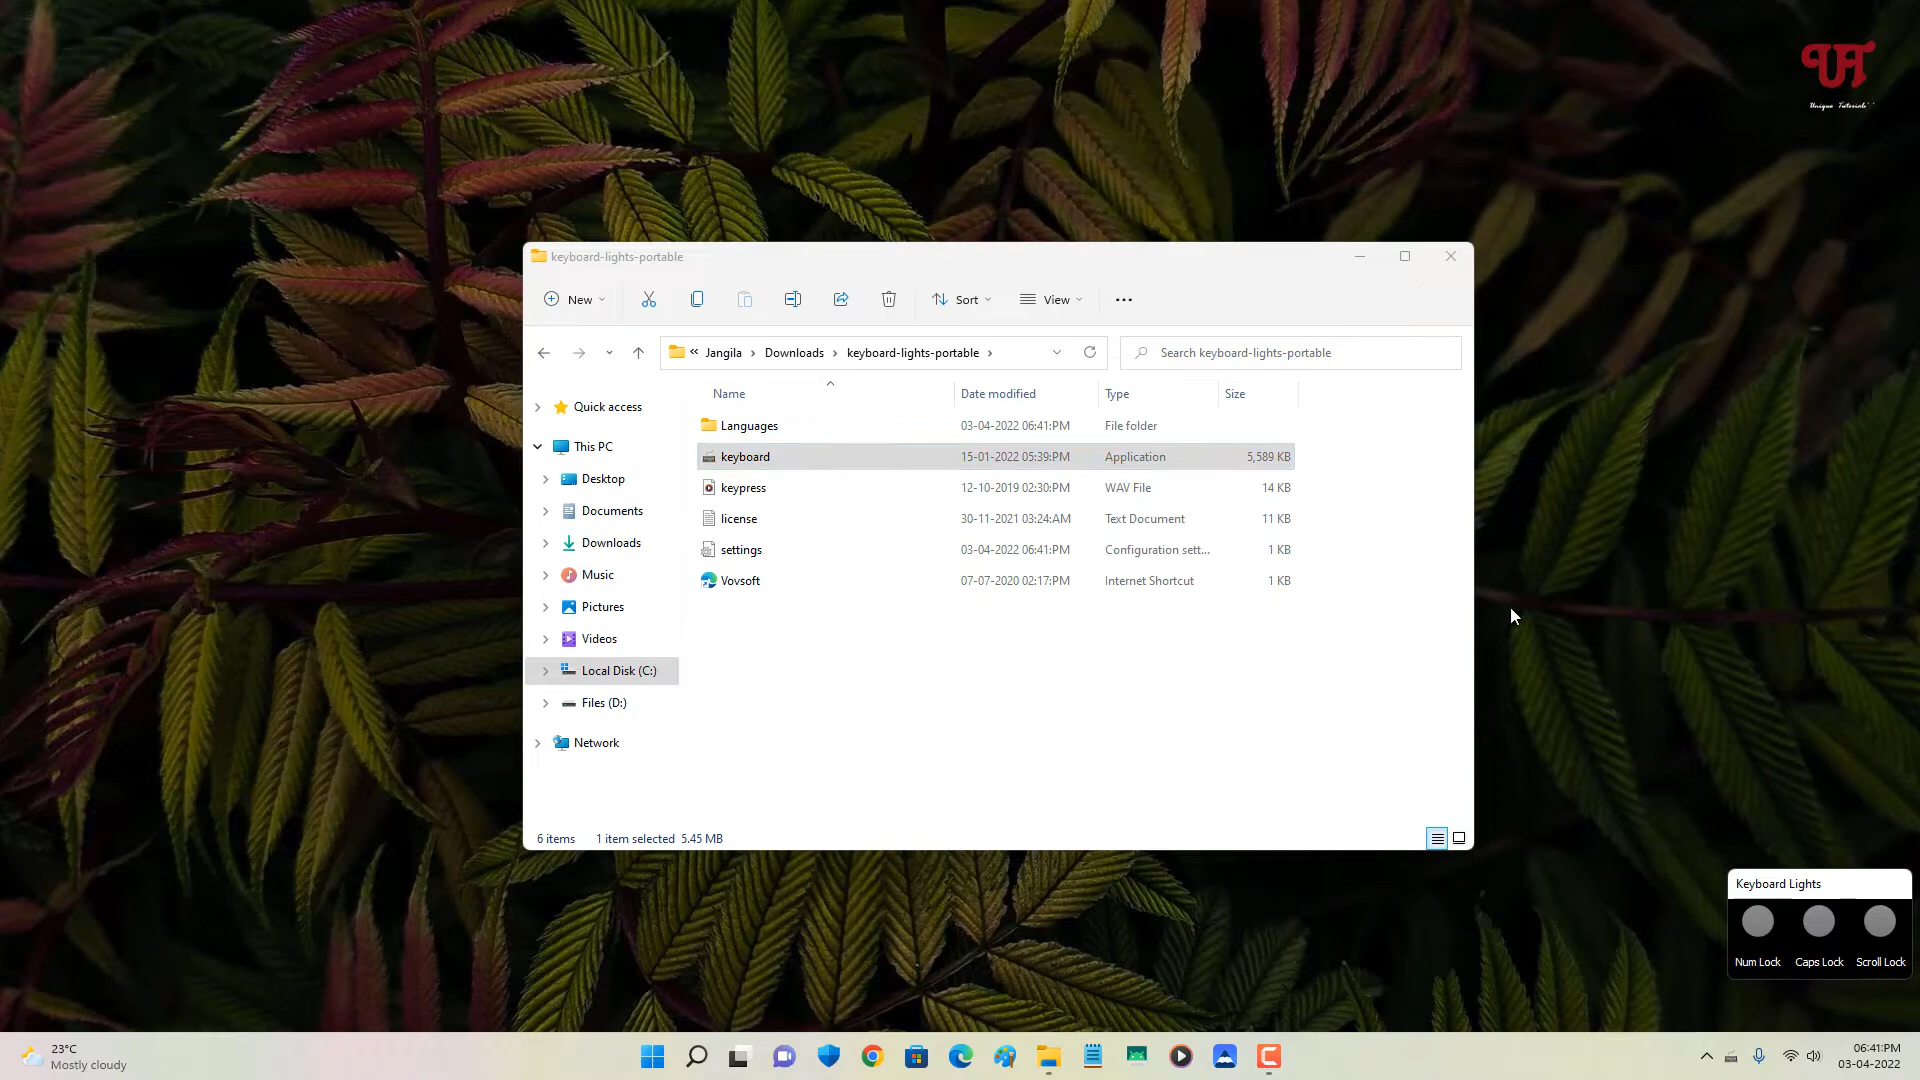 UT
Unique Tutorials
keyboard-lights-portable
New
Sort
View
« Jangila > Downloads > keyboard-lights-portable >
Search keyboard-lights-portable
Name Date modified Type Size
Languages 03-04-2022 06:41:PM File folder
keyboard 15-01-2022 05:39:PM Application 5,589 KB
keypress 12-10-2019 02:30:PM WAV File 14 KB
license 30-11-2021 03:24:AM Text Document 11 KB
settings 03-04-2022 06:41:PM Configuration sett... 1 KB
Vovsoft 07-07-2020 02:17:PM Internet Shortcut 1 KB
Quick access
This PC
Desktop
Documents
Downloads
Music
Pictures
Videos
Local Disk (C:)
Files (D:)
Network
6 items 1 item selected 5.45 MB
Keyboard Lights
Num Lock Caps Lock Scroll Lock
23°C
Mostly cloudy
06:41:PM
03-04-2022